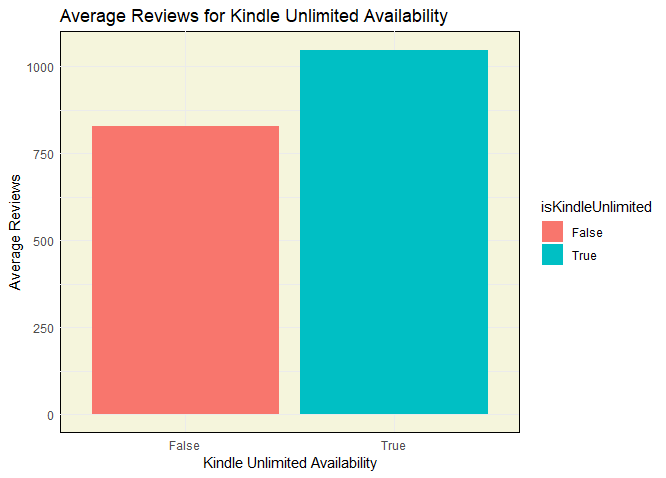 Average Reviews for Kindle Unlimited Availability
Average Reviews
1000
750
500
250
0
False
True
Kindle Unlimited Availability
isKindleUnlimited
False
True